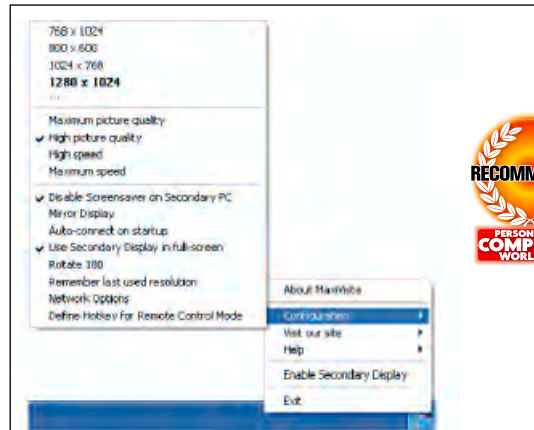 768 x 1024
800 x 600
1024 x 768
1280 x 1024
...
Maximum picture quality
High picture quality
High speed
Maximum speed
Disable Screensaver on Secondary PC
Mirror Display
Auto-connect on startup
Use Secondary Display in full-screen
Rotate 180
Remember last used resolution
Network Options
Define Hotkey for Remote Control Mode
About MaxiVista
Configuration
Visit our site
Help
Enable Secondary Display
Exit
RECOMM
PERSON
COMP
WORL